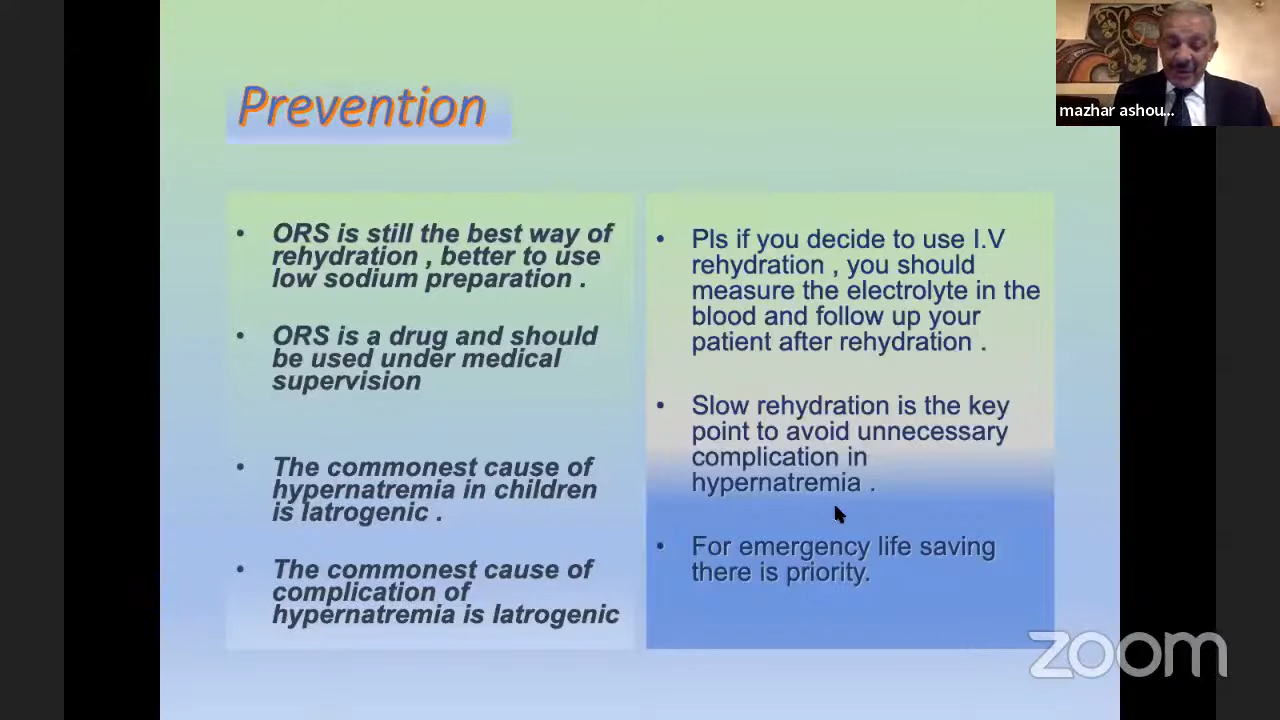 Prevention
mazhar ashou...
• ORS is still the best way of
rehydration , better to use
low sodium preparation .
• ORS is a drug and should
be used under medical
supervision
• The commonest cause of
hypernatremia in children
is Iatrogenic .
• The commonest cause of
complication of
hypernatremia is Iatrogenic
• Pls if you decide to use I.V
rehydration , you should
measure the electrolyte in the
blood and follow up your
patient after rehydration .
• Slow rehydration is the key
point to avoid unnecessary
complication in
hypernatremia .
• For emergency life saving
there is priority.
zoom